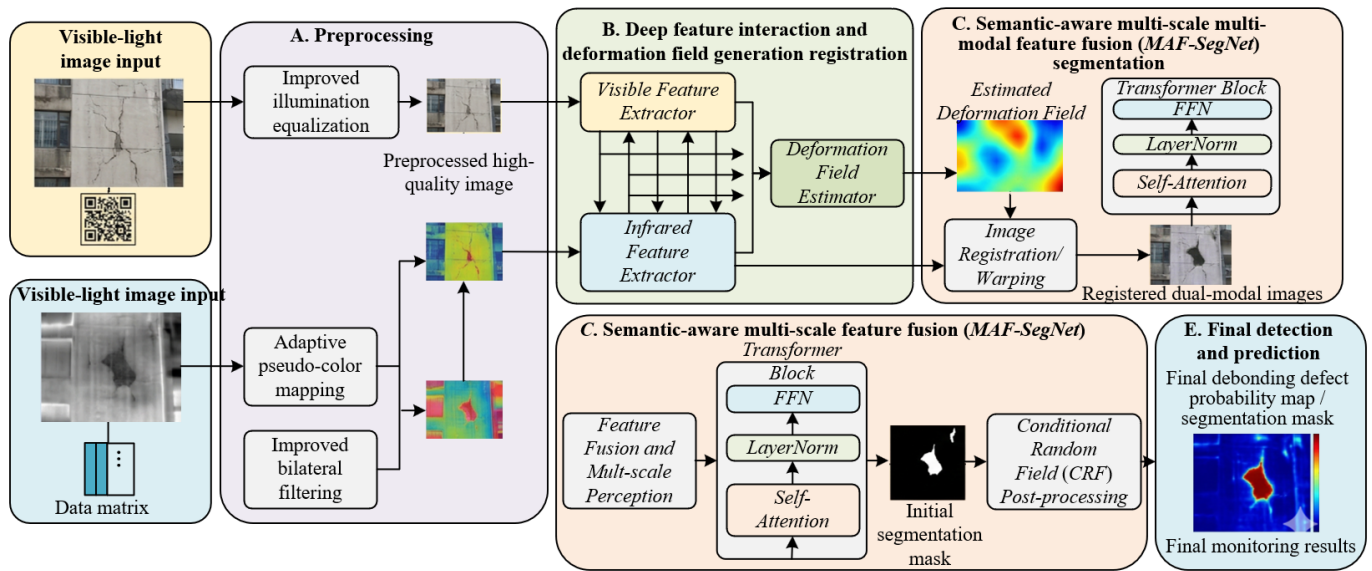 Visible-light
image input
Visible-light image input
Data matrix
A. Preprocessing
Improved
illumination
equalization
Preprocessed high-
quality image
Adaptive
pseudo-color
mapping
Improved
bilateral
filtering
B. Deep feature interaction and
deformation field generation registration
Visible Feature
Extractor
Infrared
Feature
Extractor
Deformation
Field
Estimator
C. Semantic-aware multi-scale multi-
modal feature fusion (MAF-SegNet)
segmentation
Estimated
Deformation Field
Image
Registration/
Warping
Transformer Block
FFN
LayerNorm
Self-Attention
Registered dual-modal images
C. Semantic-aware multi-scale feature fusion (MAF-SegNet)
Feature
Fusion and
Mult-scale
Perception
Transformer
Block
FFN
LayerNorm
Self-
Attention
Initial
segmentation
mask
Conditional
Random
Field (CRF)
Post-processing
E. Final detection
and prediction
Final debonding defect
probability map /
segmentation mask
Final monitoring results